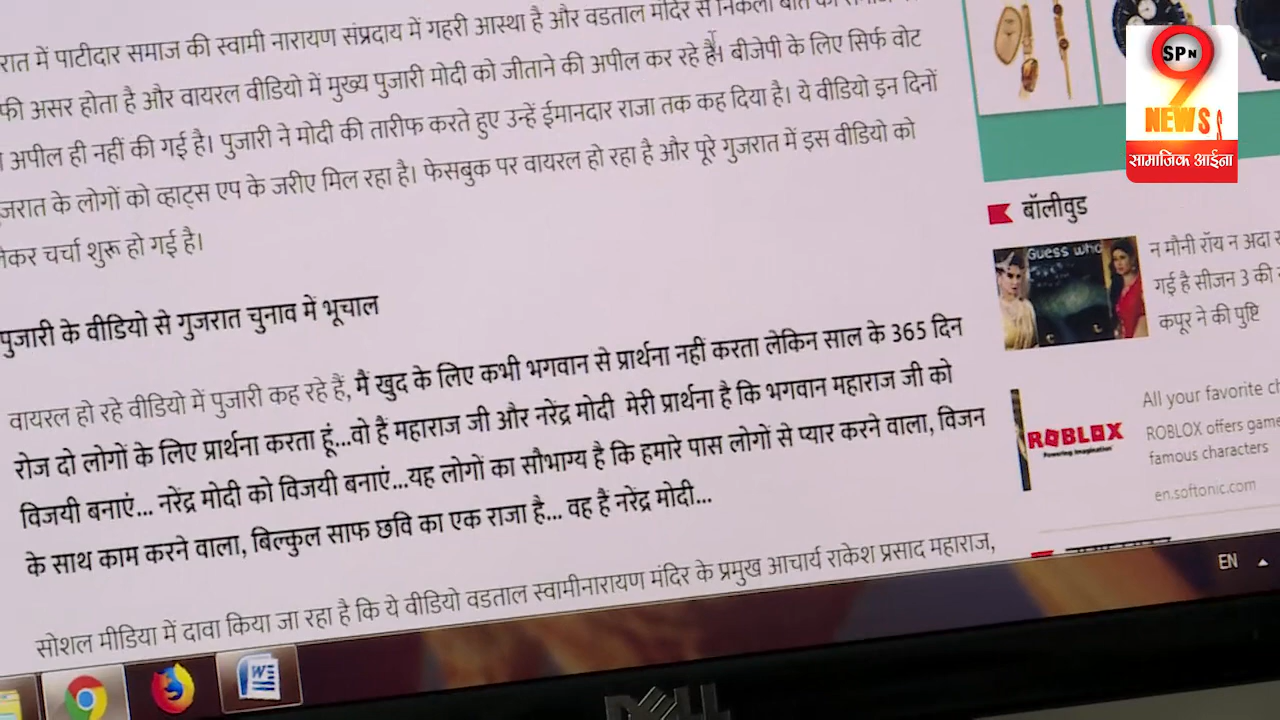 रात में पाटीदार समाज की स्वामी नारायण संप्रदाय में गहरी आस्था है और वडताल मंदिर से निकली बात का
फी असर होता है और वायरल वीडियो में मुख्य पुजारी मोदी को जीताने की अपील कर रहे हैं। बीजेपी के लिए सिर्फ वोट
अपील ही नहीं की गई है। पुजारी ने मोदी की तारीफ करते हुए उन्हें ईमानदार राजा तक कह दिया है। ये वीडियो इन दिनों
जरात के लोगों को व्हाट्स एप के जरीए मिल रहा है। फेसबुक पर वायरल हो रहा है और पूरे गुजरात में इस वीडियो को
लेकर चर्चा शुरू हो गई है।
पुजारी के वीडियो से गुजरात चुनाव में भूचाल
वायरल हो रहे वीडियो में पुजारी कह रहे हैं, मैं खुद के लिए कभी भगवान से प्रार्थना नहीं करता लेकिन साल के 365 दिन
रोज दो लोगों के लिए प्रार्थना करता हूं...वो हैं महाराज जी और नरेंद्र मोदी मेरी प्रार्थना है कि भगवान महाराज जी को
विजयी बनाएं... नरेंद्र मोदी को विजयी बनाएं...यह लोगों का सौभाग्य है कि हमारे पास लोगों से प्यार करने वाला, विजन
के साथ काम करने वाला, बिल्कुल साफ छवि का एक राजा है... वह हैं नरेंद्र मोदी...
सोशल मीडिया में दावा किया जा रहा है कि ये वीडियो वडताल स्वामीनारायण मंदिर के प्रमुख आचार्य राकेश प्रसाद महाराज,
SPN
9
NEWS
सामाजिक आईना
बॉलीवुड
Guess who
न मौनी रॉय न अदा
गई है सीजन 3 की
कपूर ने की पुष्टि
ROBLOX
Powering Imagination
All your favorite
ROBLOX offers game
famous characters
en.softonic.com
EN
DELL